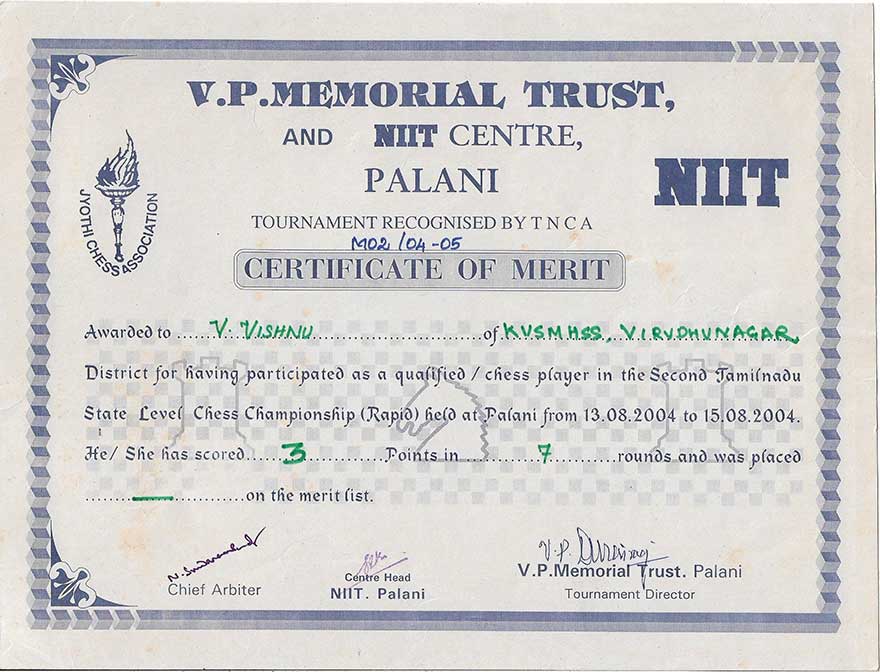 V.P.MEMORIAL TRUST,
AND NIIT CENTRE,
PALANI
NIIT
JYOTHI CHESS ASSOCIATION
TOURNAMENT RECOGNISED BY T N C A
M02/04-05
CERTIFICATE OF MERIT
Awarded to ......V. VISHNU...........................of KVSMHSS, VIRUDHUNAGAR
District for having participated as a qualified / chess player in the Second Tamilnadu
State Level Chess Championship (Rapid) held at Palani from 13.08.2004 to 15.08.2004.
He/ She has scored......3..............Points in ............7............rounds and was placed
..........—..............on the merit list.
Chief Arbiter
Centre Head
NIIT. Palani
V.P.Memorial Trust. Palani
Tournament Director